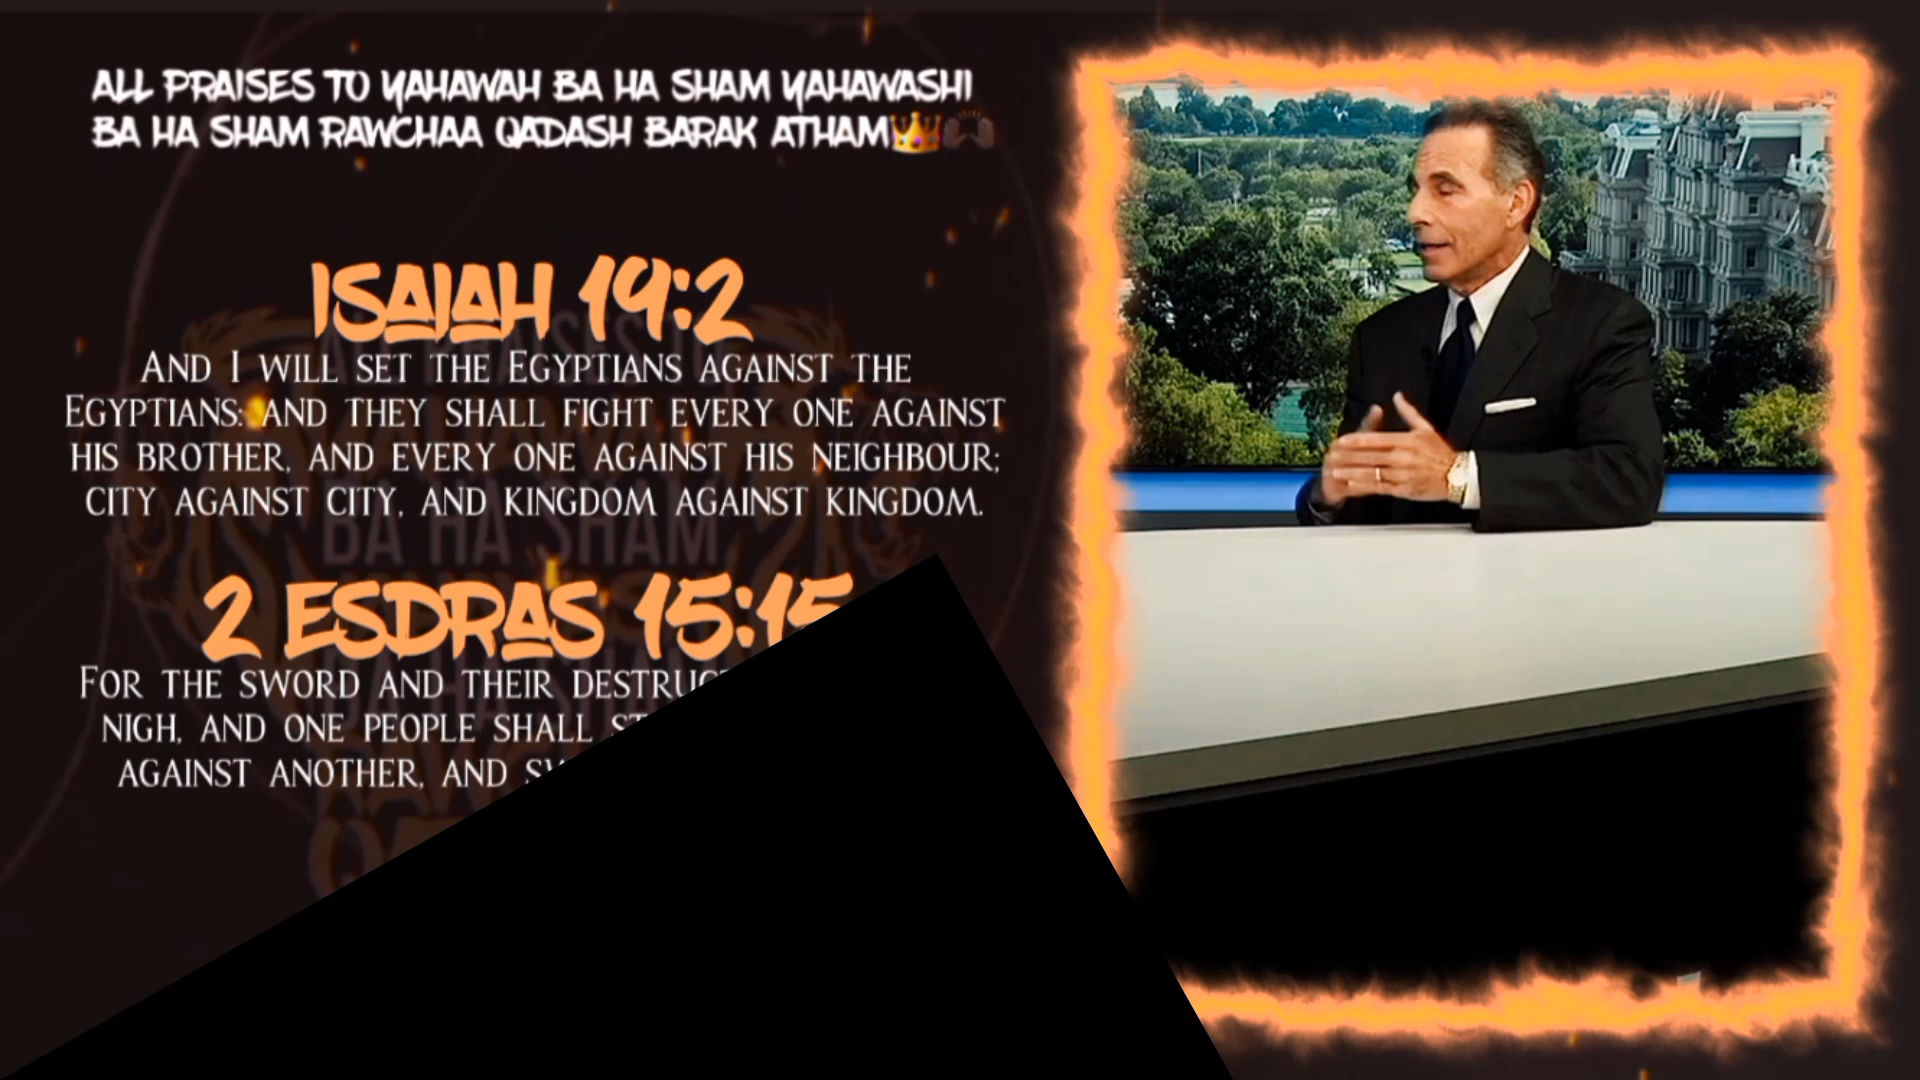 ALL PRAISES TO YAHAWAH BA HA SHAM YAHAWASHI
BA HA SHAM RAWCHAA QADASH BARAK ATHAM👑🙌🏿
ISAIAH 19:2
AND I WILL SET THE EGYPTIANS AGAINST THE
EGYPTIANS: AND THEY SHALL FIGHT EVERY ONE AGAINST
HIS BROTHER, AND EVERY ONE AGAINST HIS NEIGHBOUR;
CITY AGAINST CITY, AND KINGDOM AGAINST KINGDOM.
BA HA SHAM
2 ESDRAS 15:15
FOR THE SWORD AND THEIR
NIGH, AND ONE PEOPLE SHALL
AGAINST ANOTHER, AND